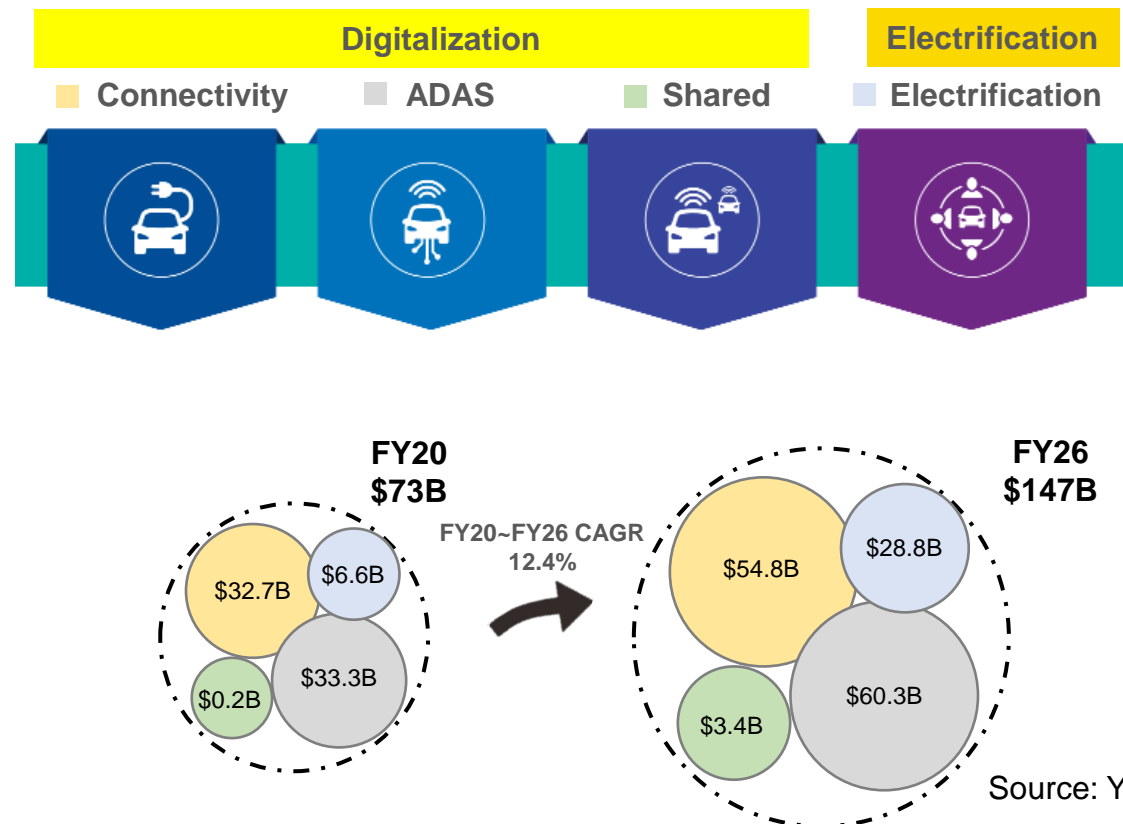 Digitalization
Electrification
Connectivity
ADAS
Shared
Electrification
FY20
$73B
FY20~FY26 CAGR
12.4%
FY26
$147B
$32.7B
$6.6B
$33.3B
$0.2B
$54.8B
$28.8B
$60.3B
$3.4B
Source: Y